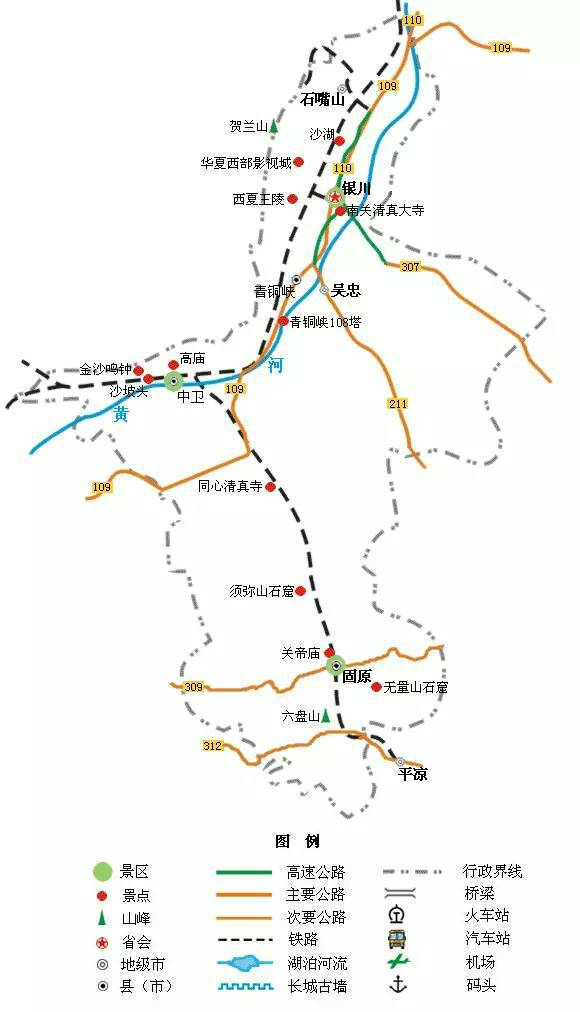 110
109
109
石嘴山
贺兰山
沙湖
华夏西部影视城
110
银川
西夏王陵
南关清真大寺
307
青铜峡
吴忠
青铜峡108塔
高庙
河
金沙鸣钟
沙坡头
中卫
109
黄
211
109
同心清真寺
须弥山石窟
关帝庙
固原
309
无量山石窟
六盘山
312
平凉
图 例
景区
高速公路
行政界线
景点
主要公路
桥梁
山峰
次要公路
火车站
省会
铁路
汽车站
地级市
湖泊河流
机场
县（市）
长城古墙
码头